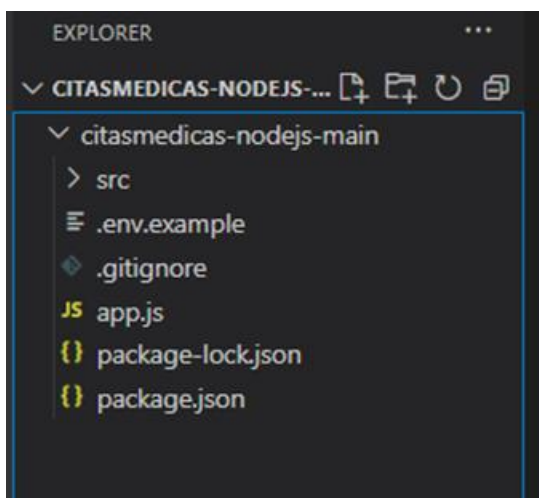 EXPLORER
CITASMEDICAS-NODEJS-...
citasmedicas-nodejs-main
src
.env.example
.gitignore
JS app.js
{} package-lock.json
{} package.json